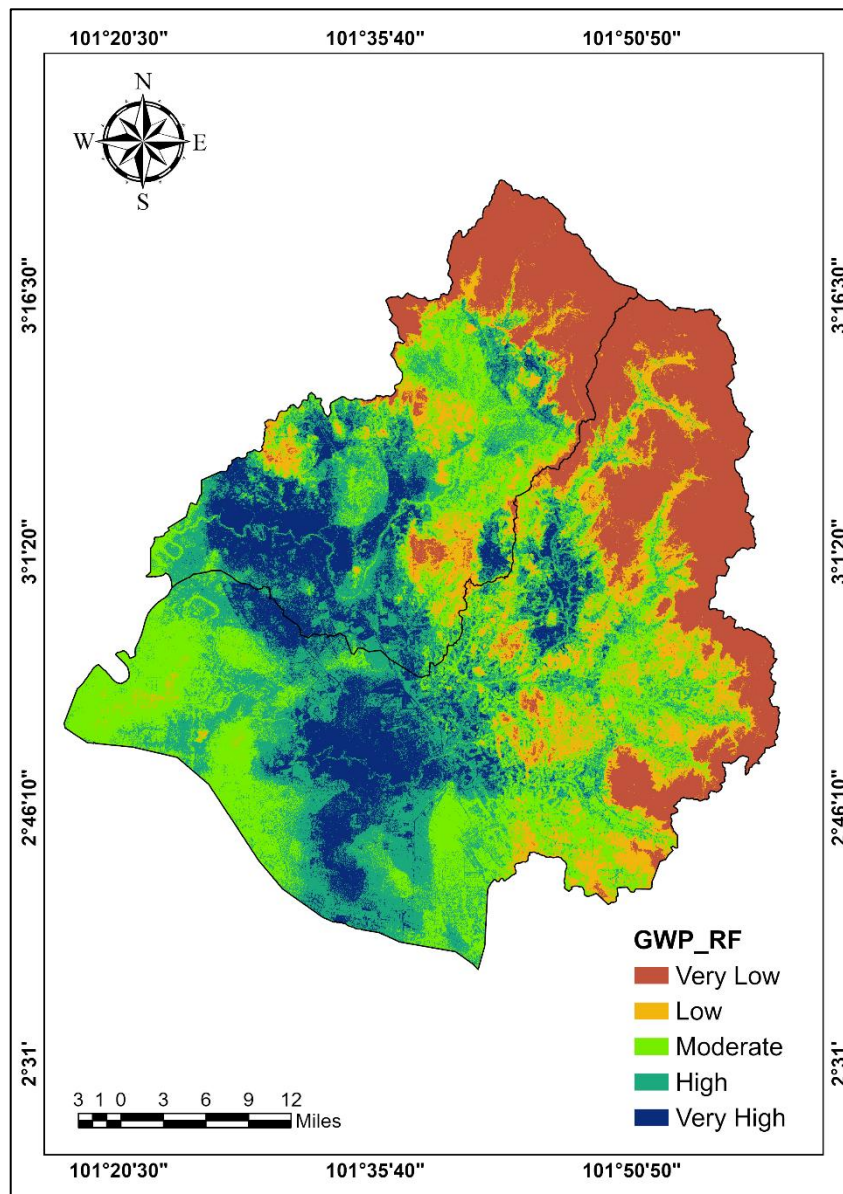 101°20'30" 101°35'40" 101°50'50"
N
W E
S
3°16'30" 3°16'30"
3°1'20" 3°1'20"
2°46'10" 2°46'10"
GWP_RF
Very Low
Low
Moderate
2°31' 2°31'
High
3 1 0 3 6 9 12
Miles
Very High
101°20'30" 101°35'40" 101°50'50"